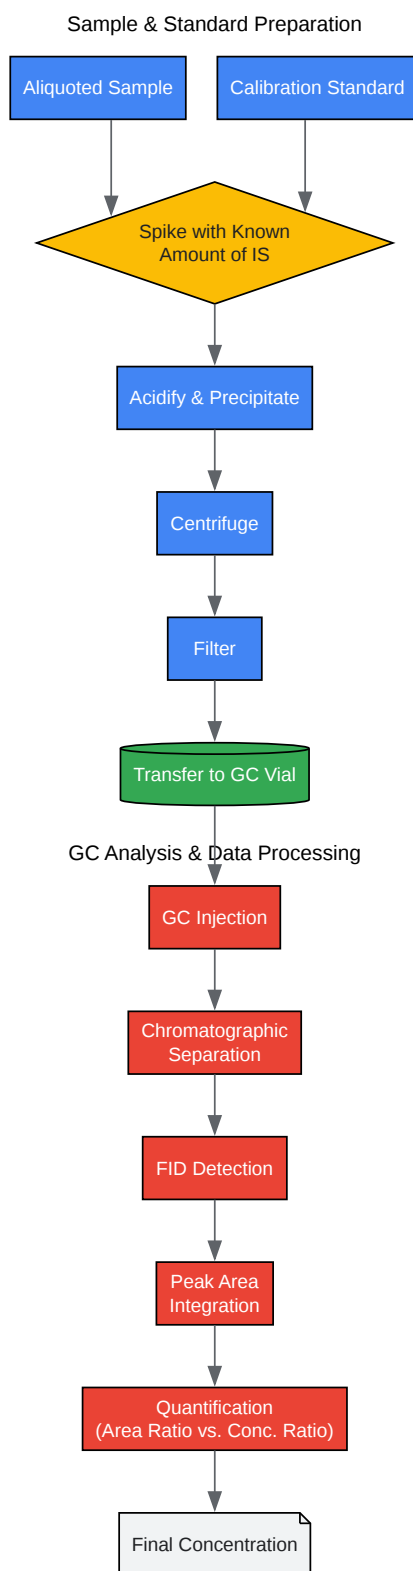 Sample & Standard Preparation
Aliquoted Sample
Calibration Standard
Spike with Known
Amount of IS
Acidify & Precipitate
Centrifuge
Filter
Transfer to GC Vial
GC Analysis & Data Processing
GC Injection
Chromatographic
Separation
FID Detection
Peak Area
Integration
Quantification
(Area Ratio vs. Conc. Ratio)
Final Concentration